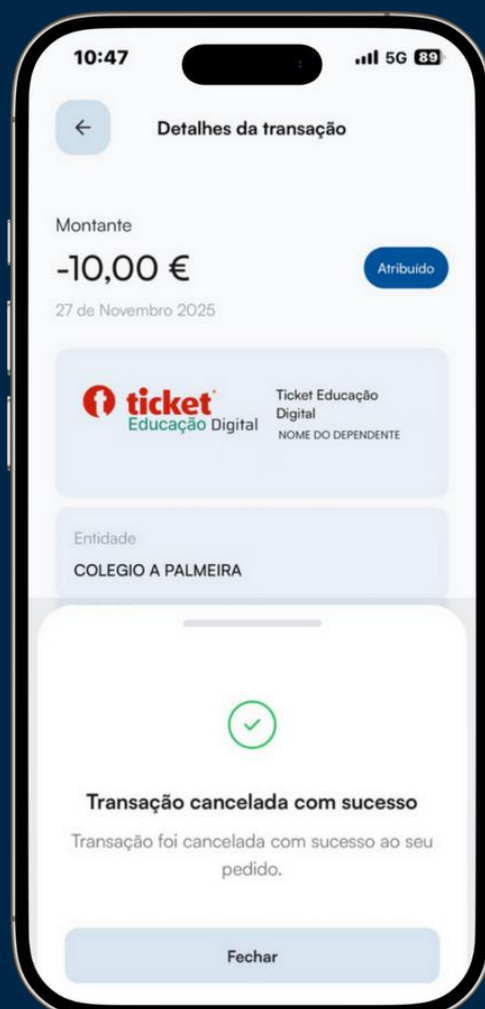 10:47
5G 89
Detalhes da transação
Montante
-10,00 €
Atribuído
27 de Novembro 2025
ticket
Educação Digital
Ticket Educação
Digital
NOME DO DEPENDENTE
Entidade
COLEGIO A PALMEIRA
Transação cancelada com sucesso
Transação foi cancelada com sucesso ao seu
pedido.
Fechar